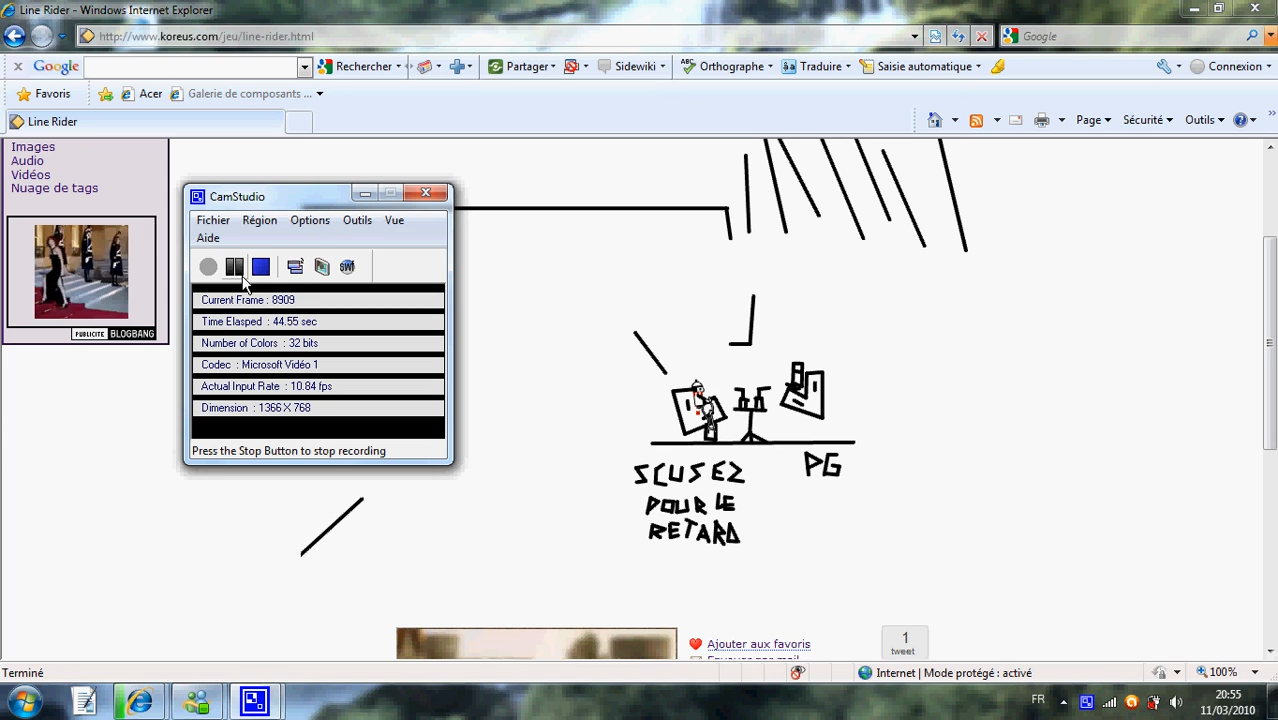 Line Rider - Windows Internet Explorer
http://www.koreus.com/jeu/line-rider.html
Google
Google
Rechercher
Partager
Sidewiki
ABC
Orthographe
Traduire
Saisie automatique
Connexion
Favoris
Acer
Galerie de composants ...
Line Rider
Page
Sécurité
Outils
Images
Audio
Vidéos
Nuage de tags
PUBLICITE BLOGBANG
CamStudio
Fichier Région Options Outils Vue
Aide
SWF
Current Frame : 8909
Time Elasped : 44.55 sec
Number of Colors : 32 bits
Codec : Microsoft Vidéo 1
Actual Input Rate : 10.84 fps
Dimension : 1366 X 768
Press the Stop Button to stop recording
SCUSEZ
POUR LE
RETARD
PG
Ajouter aux favoris
1
tweet
Terminé
Internet | Mode protégé : activé
100%
FR
20:55
11/03/2010